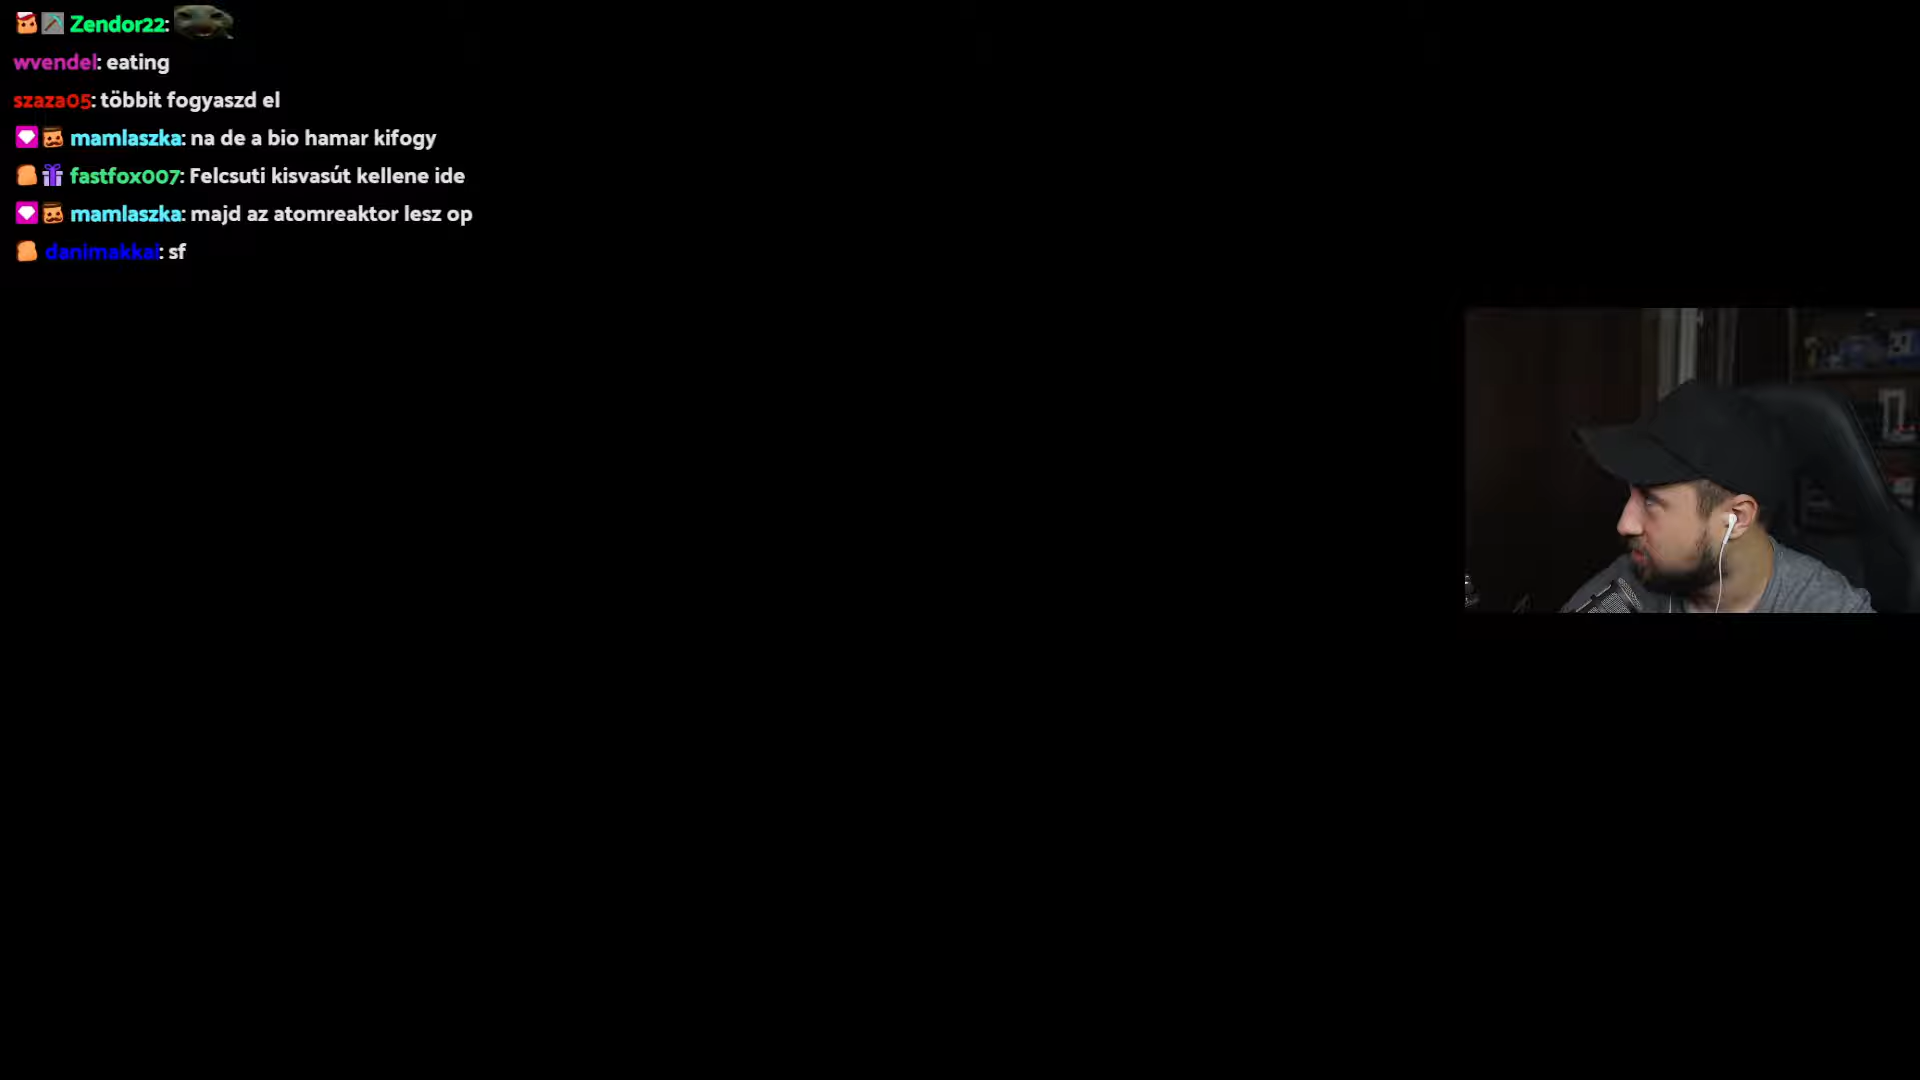 Zendor22:
wvendel: eating
szaza05: többit fogyaszd el
mamlaszka: na de a bio hamar kifogy
fastfox007: Felcsuti kisvasút kellene ide
mamlaszka: majd az atomreaktor lesz op
danimakkai: sf